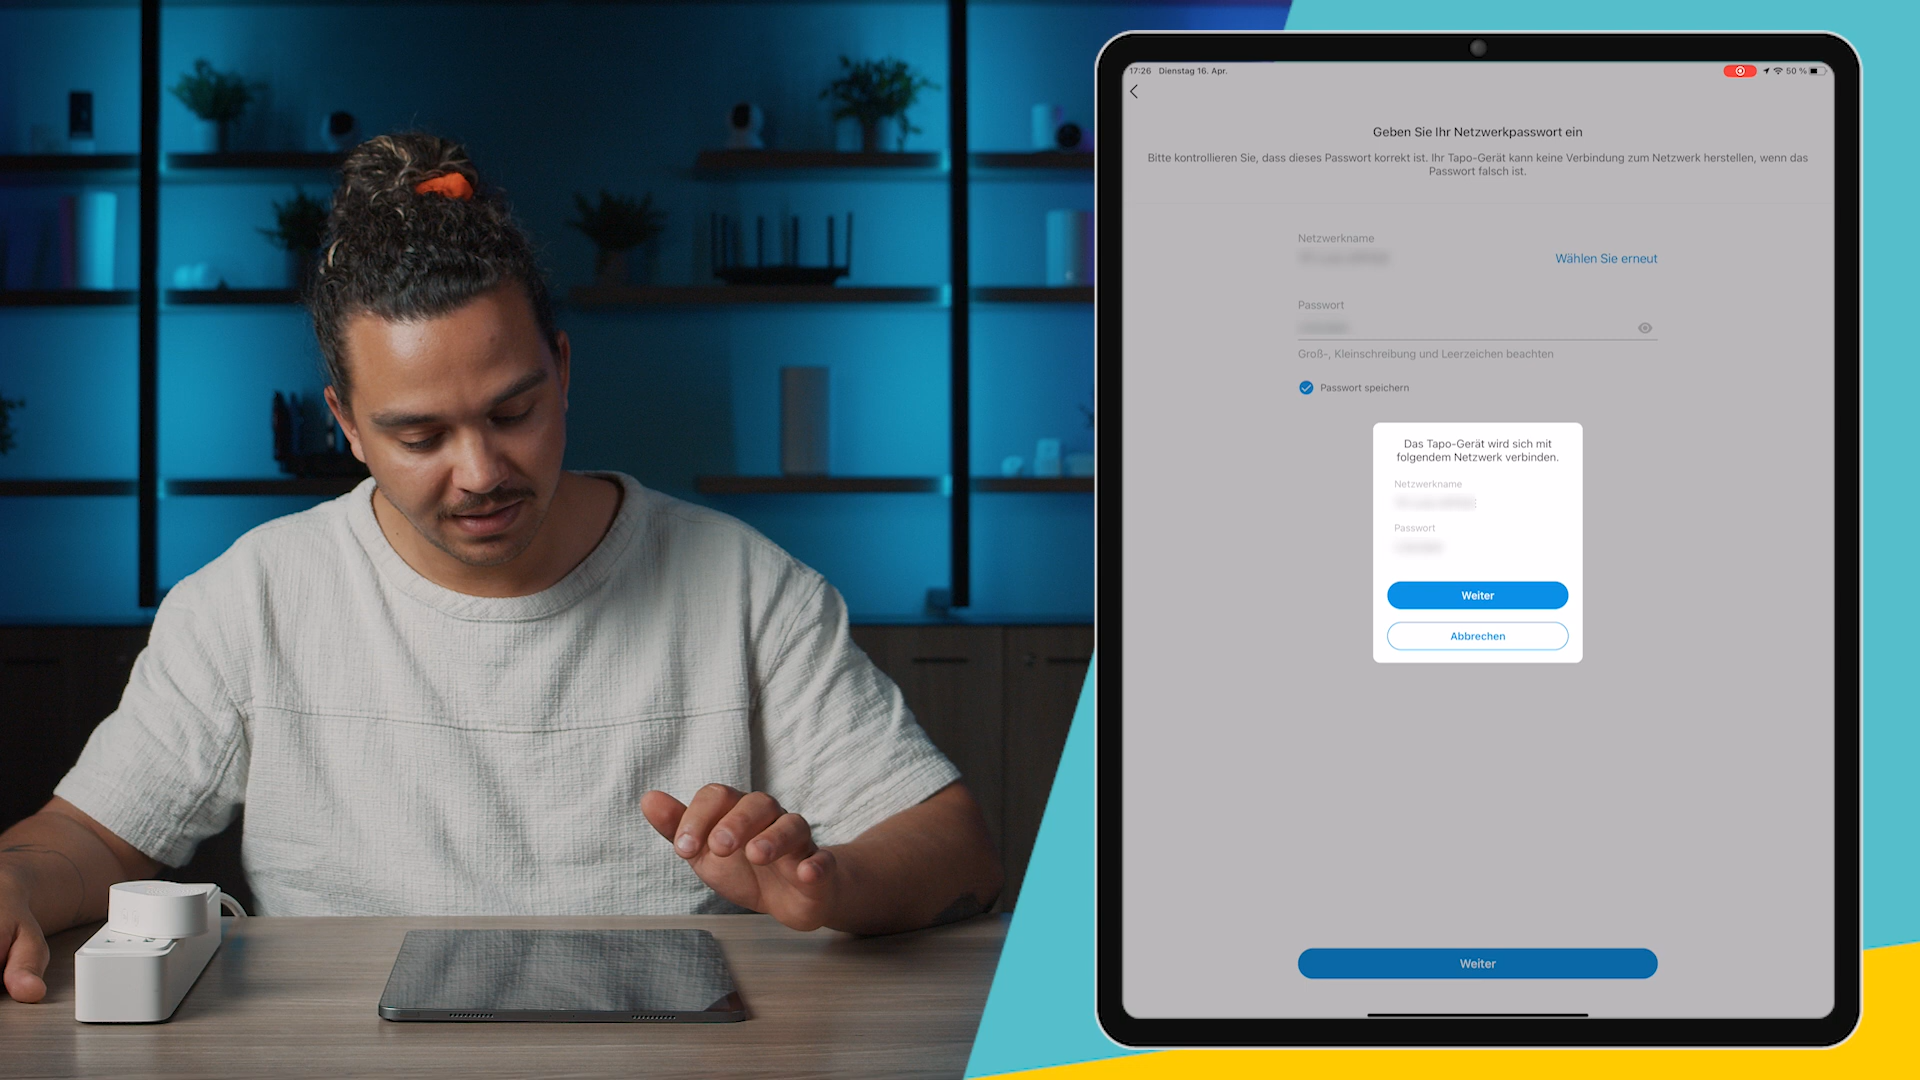 17:26 Dienstag 16. Apr.
50 %
Geben Sie Ihr Netzwerkpasswort ein
Bitte kontrollieren Sie, dass dieses Passwort korrekt ist. Ihr Tapo-Gerät kann keine Verbindung zum Netzwerk herstellen, wenn das
Passwort falsch ist.
Netzwerkname
Wählen Sie erneut
Passwort
Groß-, Kleinschreibung und Leerzeichen beachten
Passwort speichern
Das Tapo-Gerät wird sich mit
folgendem Netzwerk verbinden.
Netzwerkname
Passwort
Weiter
Abbrechen
Weiter